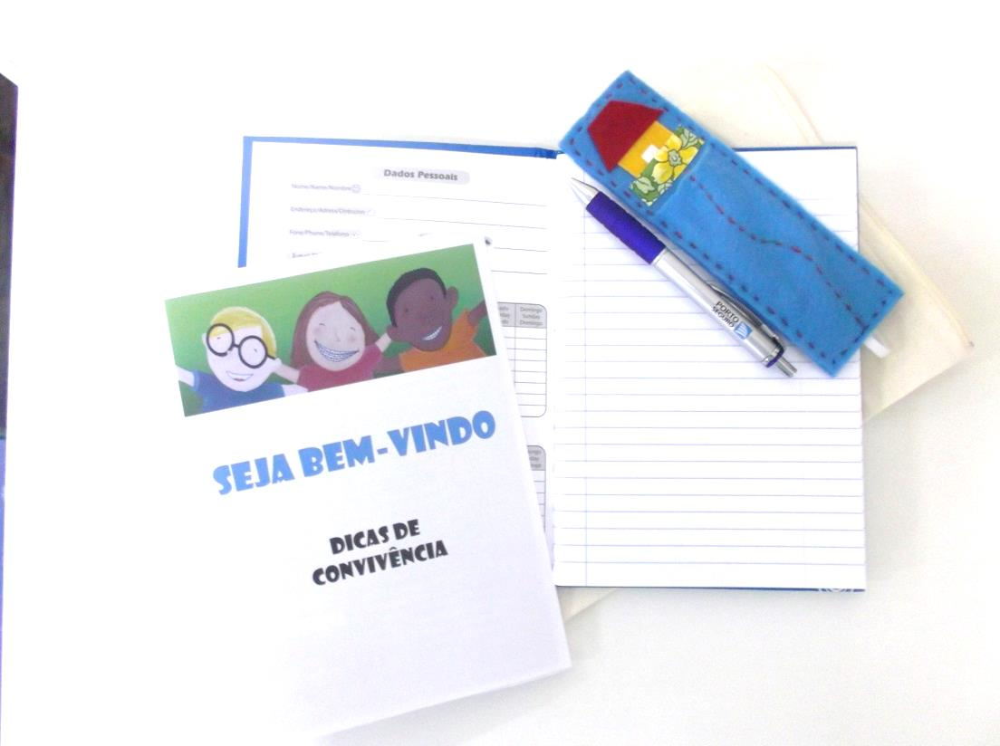 Dados Pessoais
Nome/Name/Nombre
Endereço/Adress/Dirección
Fone/Phone/Teléfono
Domingo
Sunday
Domingo
SEJA BEM-VINDO
DICAS DE
CONVIVÊNCIA
PORTO
SEGURO